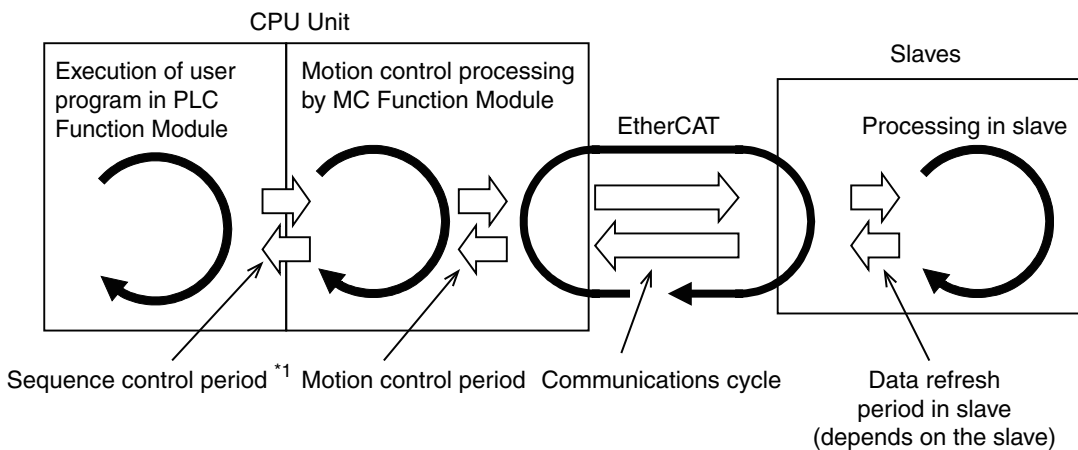 CPU Unit
Execution of user
program in PLC
Function Module
Motion control processing
by MC Function Module
EtherCAT
Slaves
Processing in slave
Sequence control period *1
Motion control period
Communications cycle
Data refresh
period in slave
(depends on the slave)